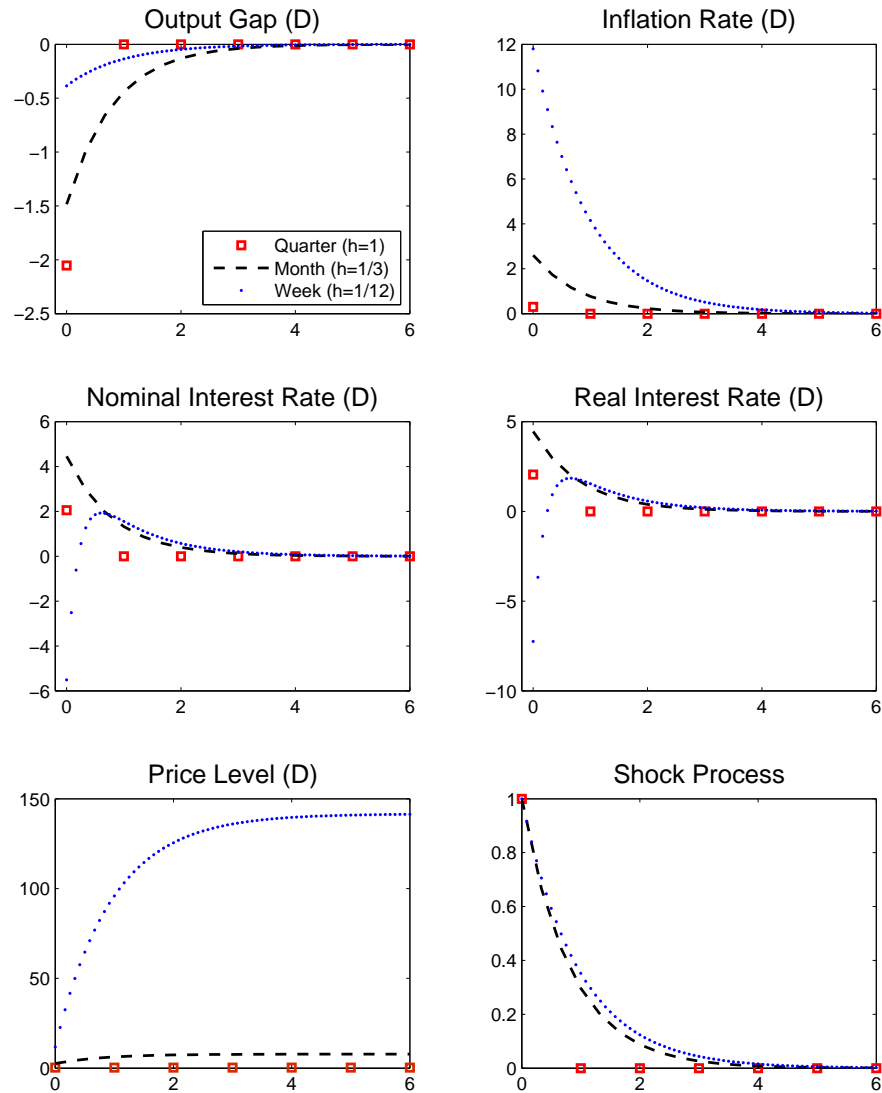 Output Gap (D)
0
−0.5
−1
−1.5
−2
−2.5
0 2 4 6
Quarter (h=1)
Month (h=1/3)
Week (h=1/12)
Inflation Rate (D)
12
10
8
6
4
2
0
0 2 4 6
Nominal Interest Rate (D)
6
4
2
0
−2
−4
−6
0 2 4 6
Real Interest Rate (D)
5
0
−5
−10
0 2 4 6
Price Level (D)
150
100
50
0
0 2 4 6
Shock Process
1
0.8
0.6
0.4
0.2
0
0 2 4 6